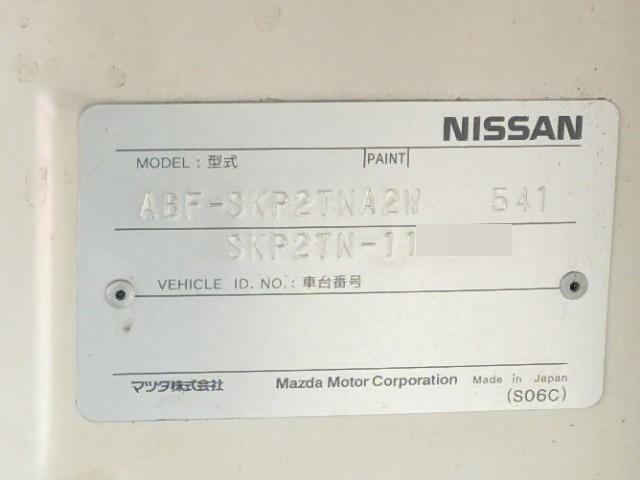 NISSAN
MODEL : 型式 PAINT
ABF-SKP2TNA2W 541
SKP2TN-11
VEHICLE ID. NO. : 車台番号
マツダ株式会社 Mazda Motor Corporation Made in Japan
(S06C)